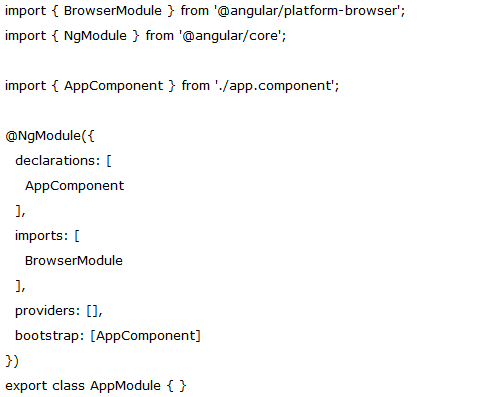 import { BrowserModule } from '@angular/platform-browser';
import { NgModule } from '@angular/core';

import { AppComponent } from './app.component';

@NgModule({
  declarations: [
    AppComponent
  ],
  imports: [
    BrowserModule
  ],
  providers: [],
  bootstrap: [AppComponent]
})
export class AppModule { }